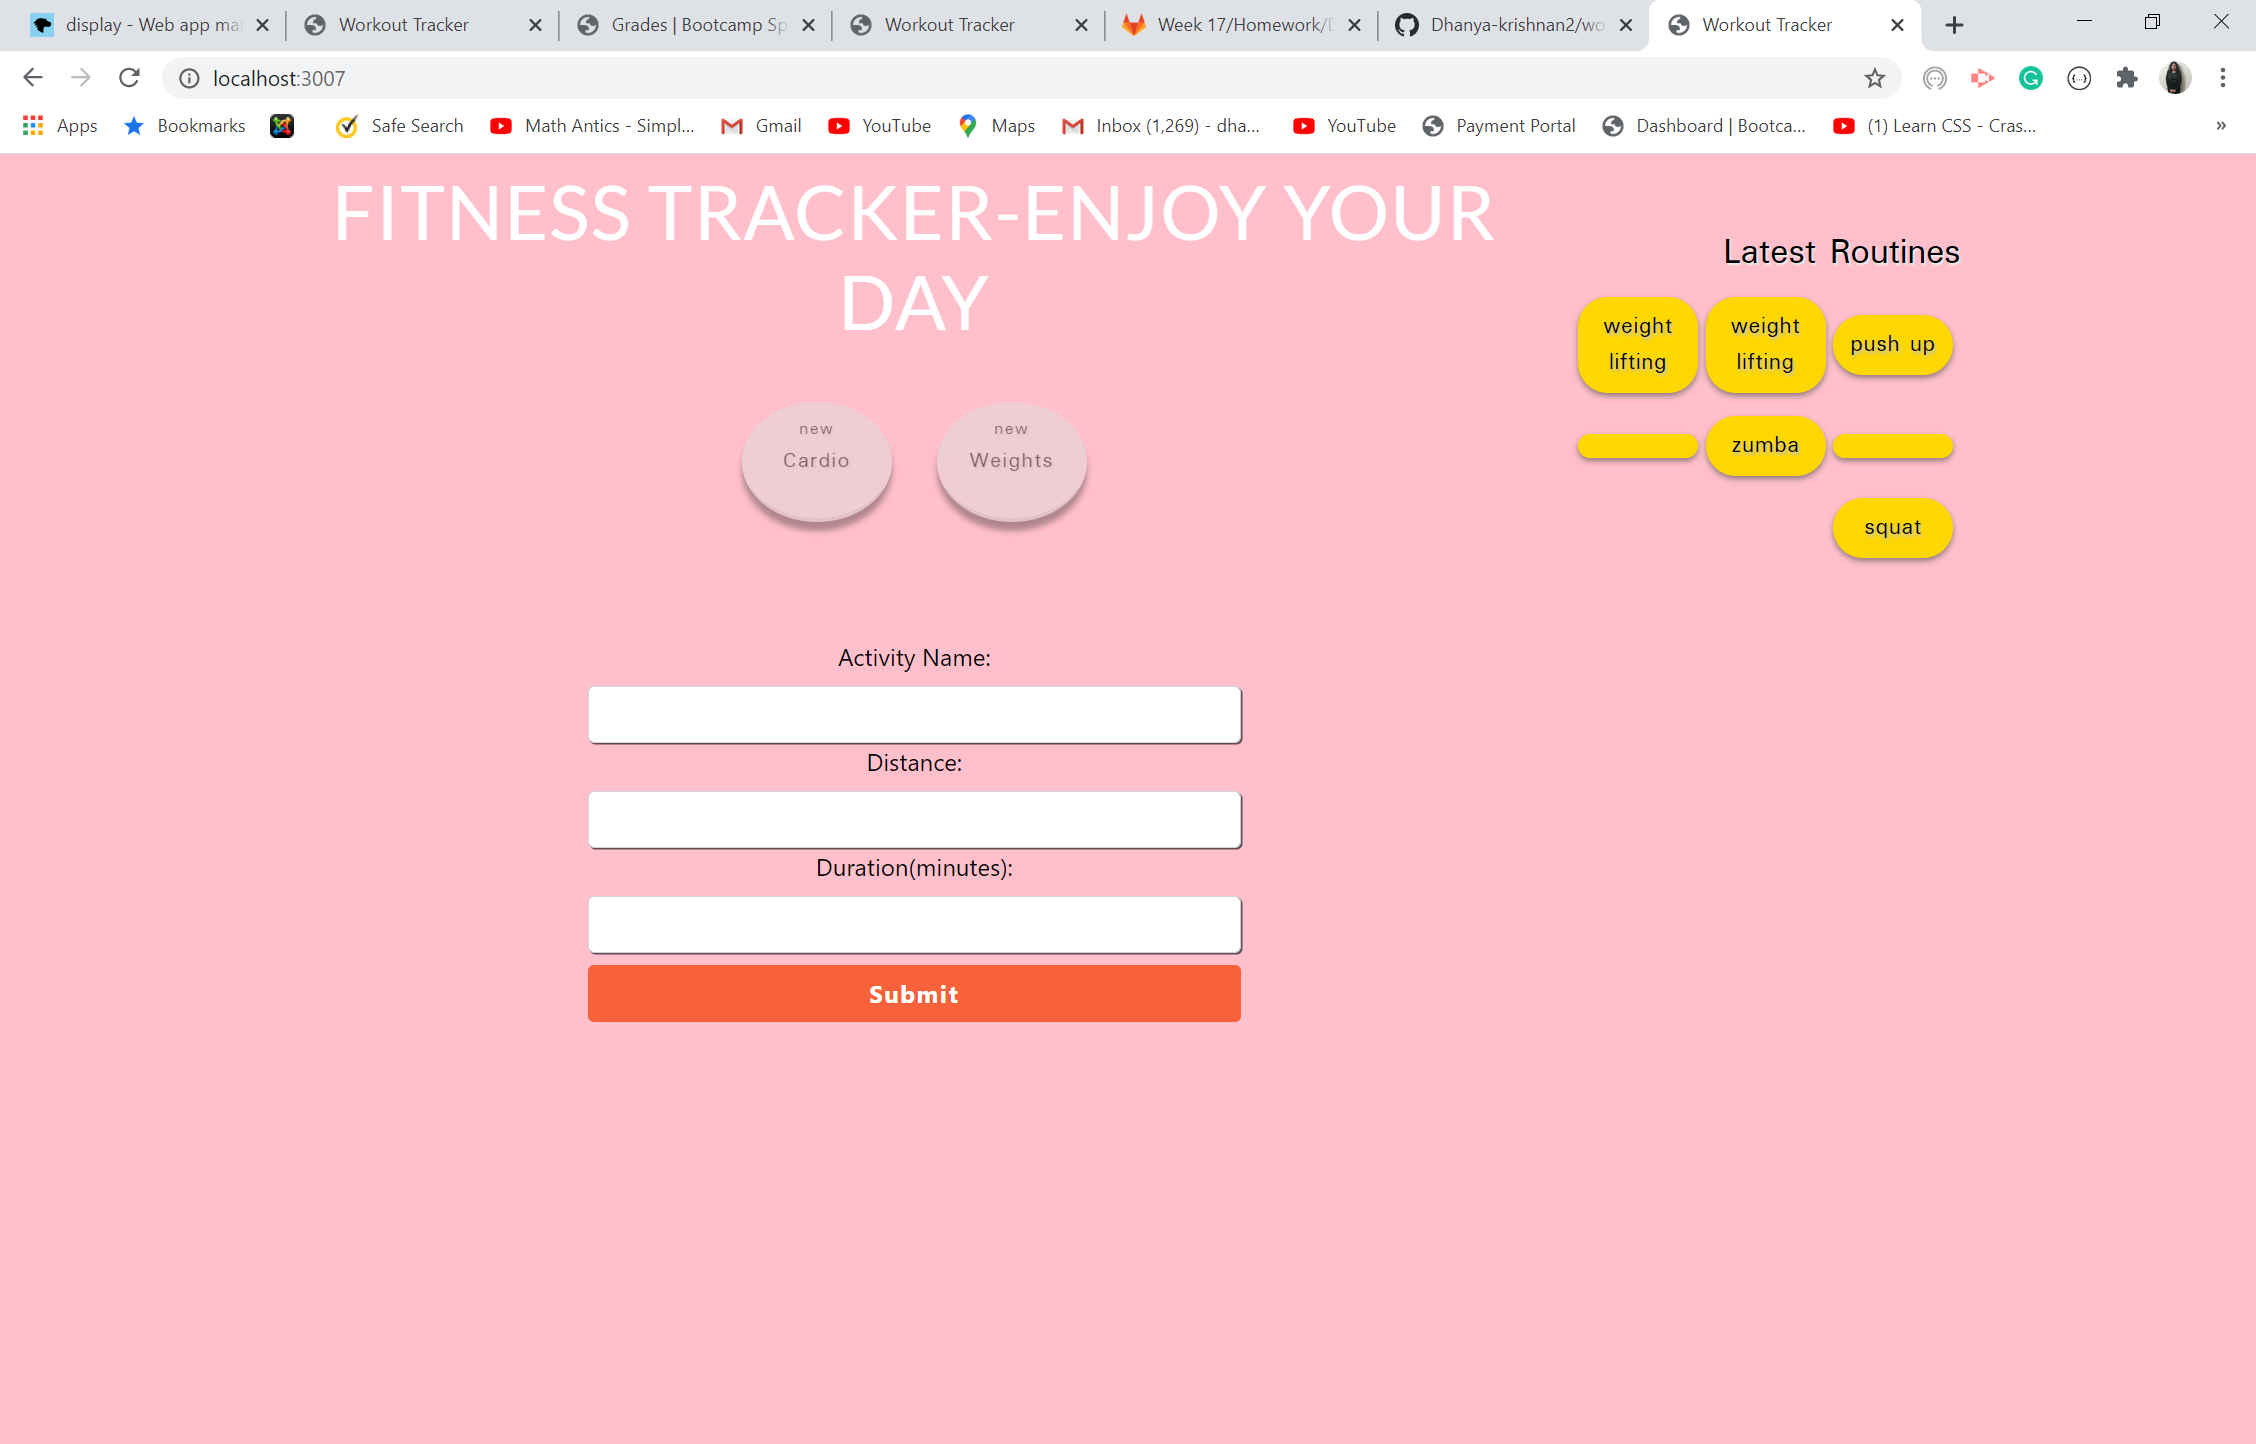 display - Web app ma
Workout Tracker
Grades | Bootcamp Sp
Workout Tracker
Week 17/Homework/D
Dhanya-krishnan2/wo
Workout Tracker
localhost:3007
Apps
Bookmarks
Safe Search
Math Antics - Simpl...
Gmail
YouTube
Maps
Inbox (1,269) - dha...
YouTube
Payment Portal
Dashboard | Bootca...
(1) Learn CSS - Cras...
»
FITNESS TRACKER-ENJOY YOUR
DAY
Latest Routines
weight
lifting
weight
lifting
push up
zumba
squat
new
Cardio
new
Weights
Activity Name:
Distance:
Duration(minutes):
Submit